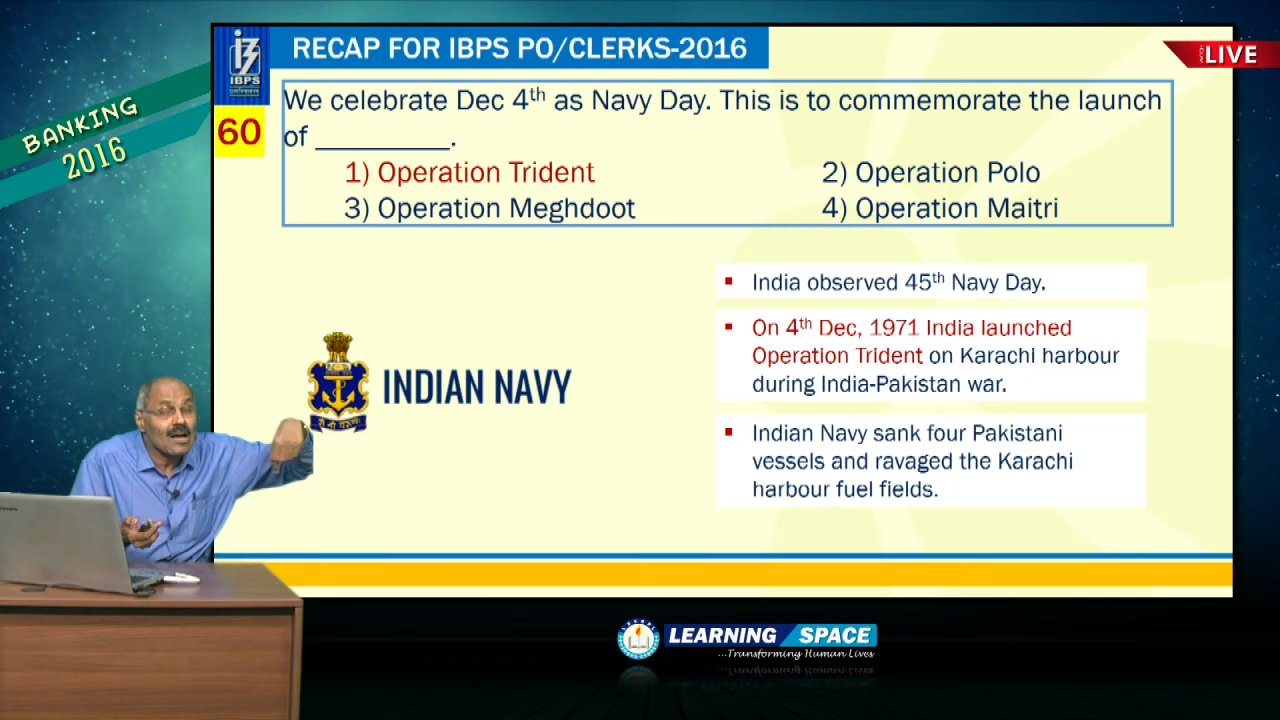 RECAP FOR IBPS PO/CLERKS-2016
LIVE
IBPS
BANKING
2016
60
We celebrate Dec 4th as Navy Day. This is to commemorate the launch
of _________.
1) Operation Trident
2) Operation Polo
3) Operation Meghdoot
4) Operation Maitri
India observed 45th Navy Day.
On 4th Dec, 1971 India launched
Operation Trident on Karachi harbour
during India-Pakistan war.
INDIAN NAVY
Indian Navy sank four Pakistani
vessels and ravaged the Karachi
harbour fuel fields.
LEARNING SPACE
...Transforming Human Lives